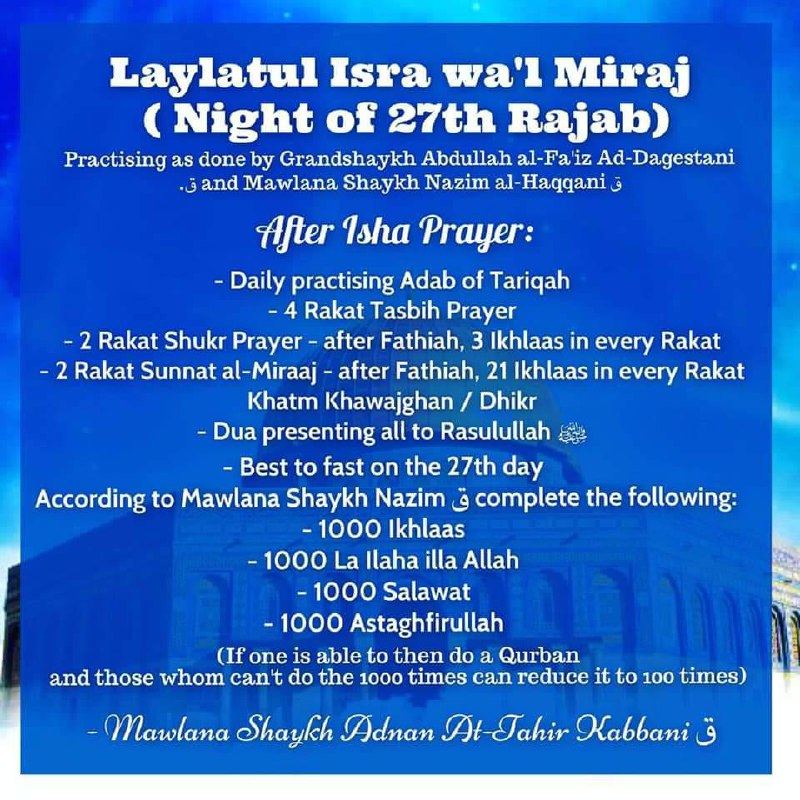 Laylatul Isra wa'l Miraj
( Night of 27th Rajab)
Practising as done by Grandshaykh Abdullah al-Fa'iz Ad-Dagestani
.ق and Mawlana Shaykh Nazim al-Haqqani ق
After Isha Prayer:
- Daily practising Adab of Tariqah
- 4 Rakat Tasbih Prayer
- 2 Rakat Shukr Prayer - after Fathiah, 3 Ikhlaas in every Rakat
- 2 Rakat Sunnat al-Miraaj - after Fathiah, 21 Ikhlaas in every Rakat
Khatm Khawajghan / Dhikr
- Dua presenting all to Rasulullah ﷺ
- Best to fast on the 27th day
According to Mawlana Shaykh Nazim ق complete the following:
- 1000 Ikhlaas
- 1000 La Ilaha illa Allah
- 1000 Salawat
- 1000 Astaghfirullah
(If one is able to then do a Qurban
and those whom can't do the 1000 times can reduce it to 100 times)
- Mawlana Shaykh Adnan At-Tahir Kabbani ق